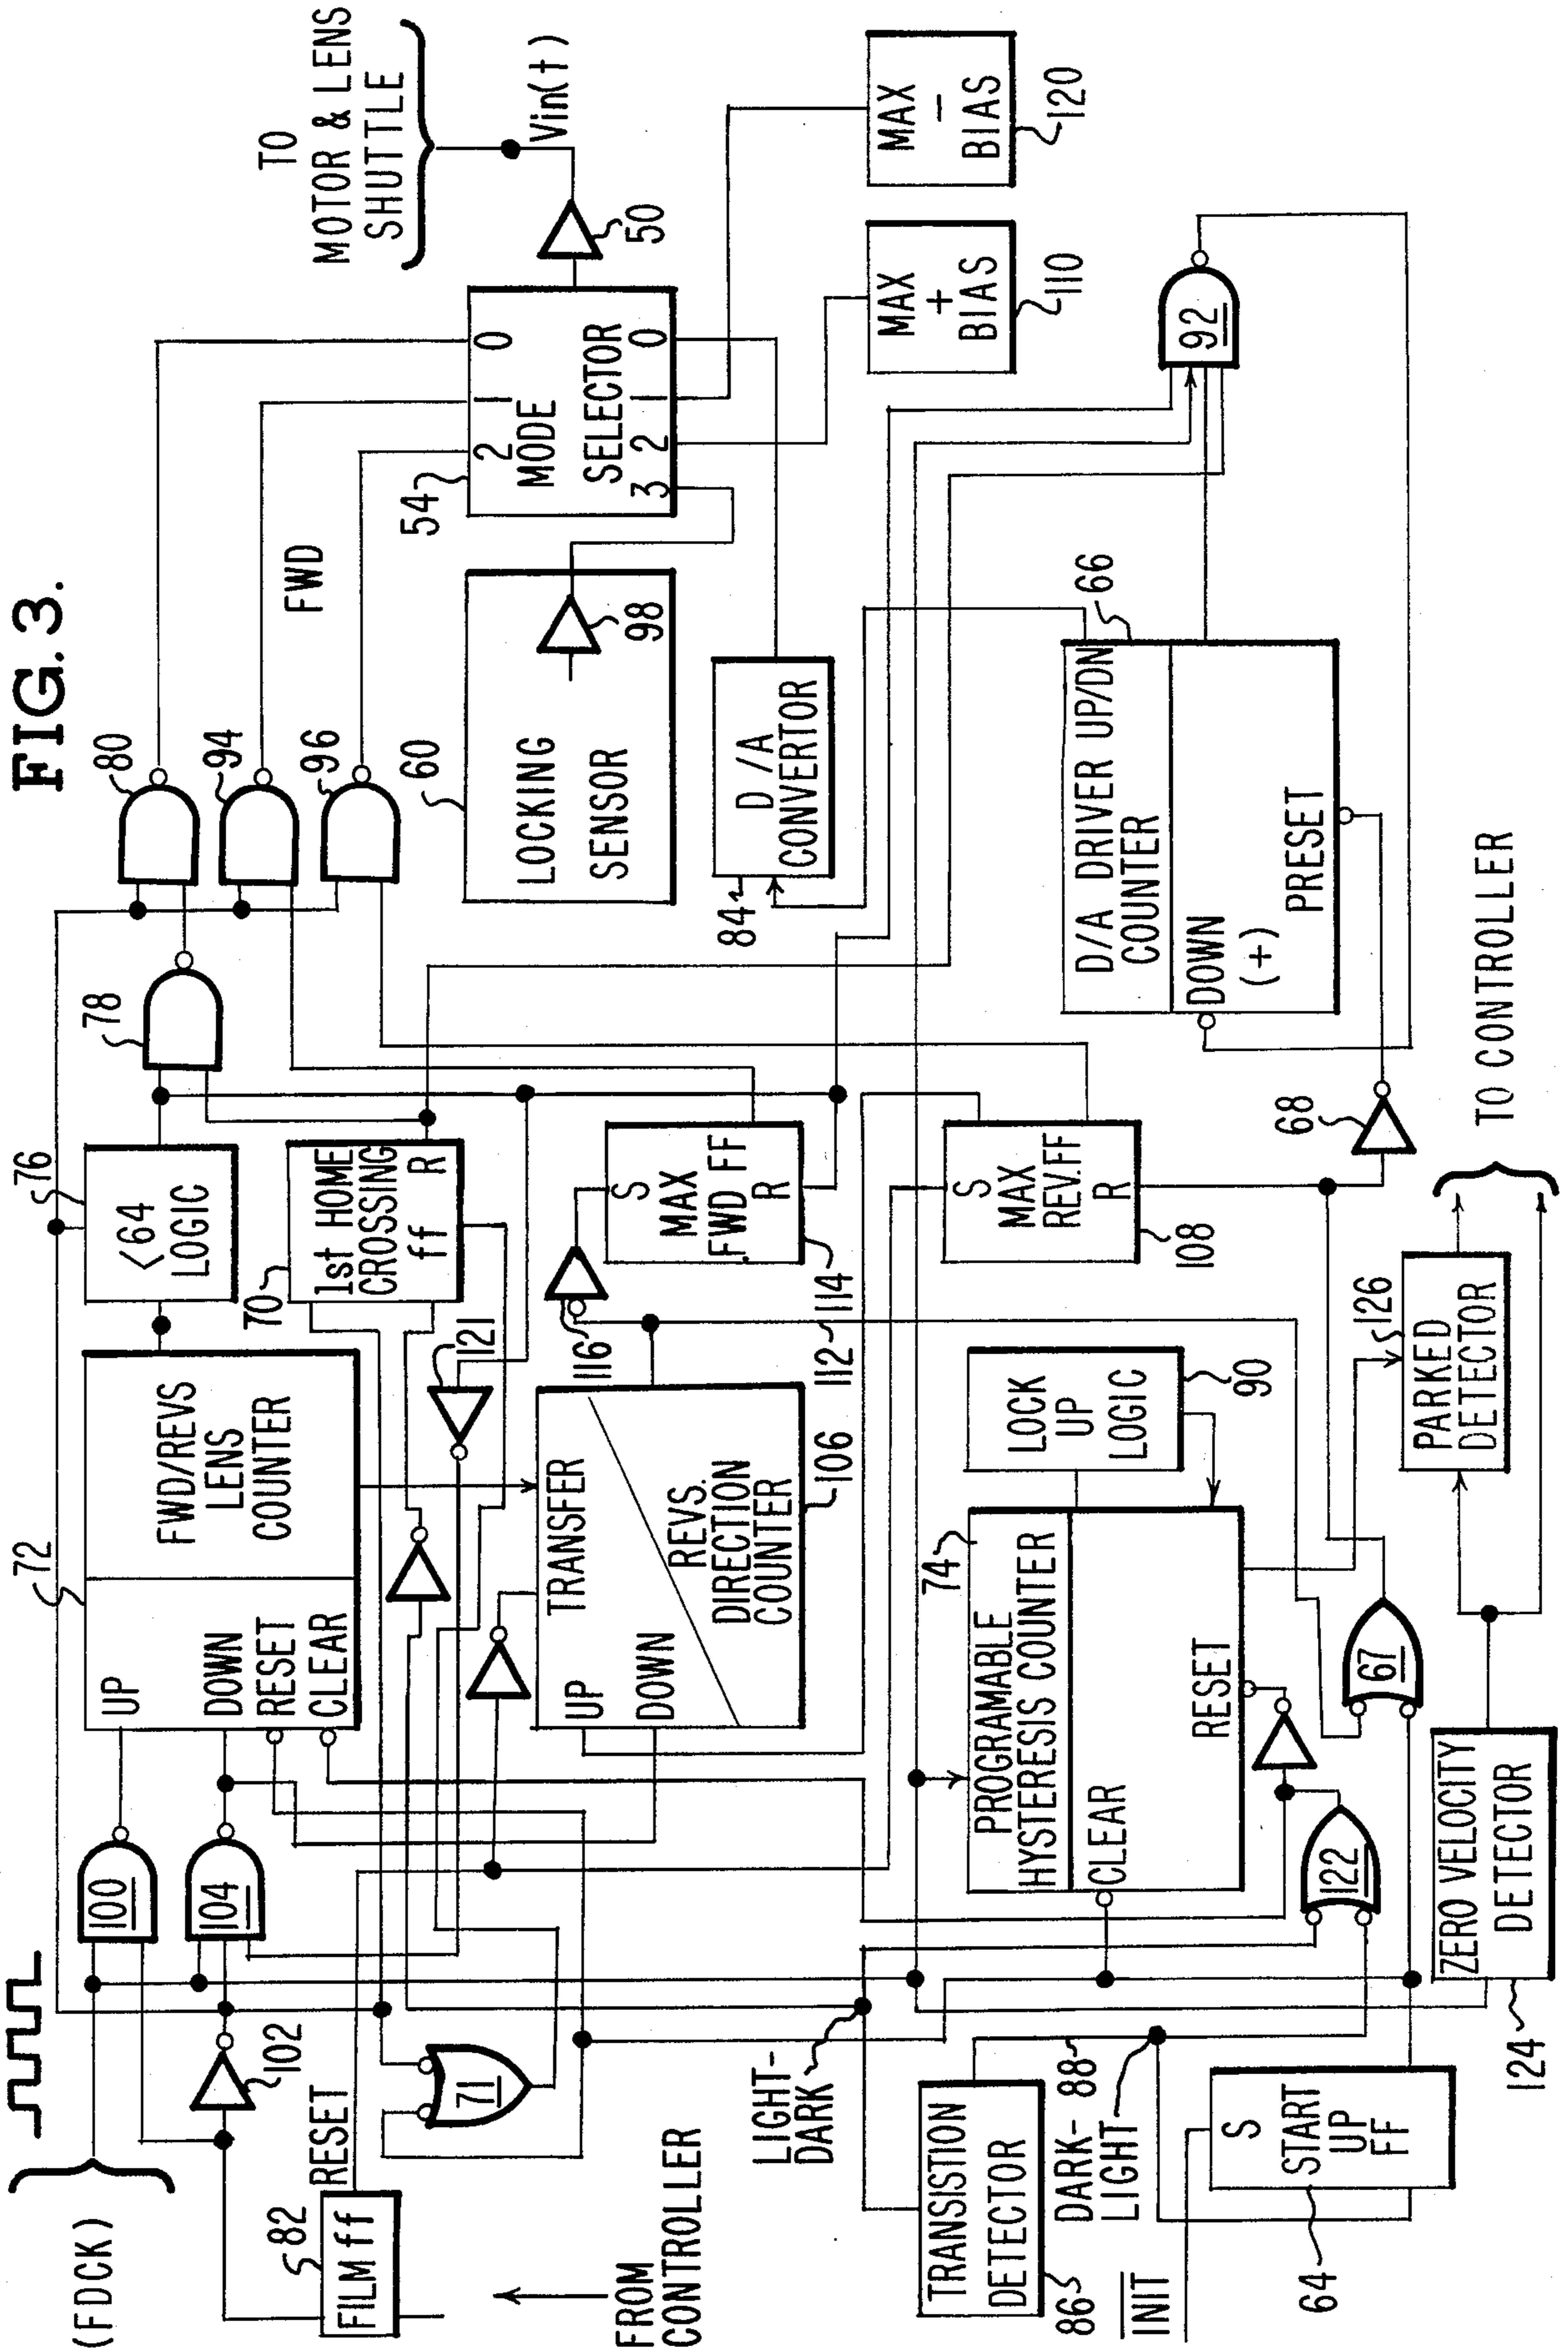 FIG. 3.
(FDCK)
100
104
102
82
FILM ff
RESET
FROM
CONTROLLER
71
72
UP
DOWN
RESET
CLEAR
FWD/REVS
LENS
COUNTER
76
<64
LOGIC
70
1st HOME
CROSSING
ff
R
121
78
80
94
96
FWD
TO
MOTOR & LENS
SHUTTLE
Vin(t)
50
54
2
1
0
MODE
SELECTOR
3
2
1
0
60
LOCKING
SENSOR
98
84
D/A
CONVERTOR
MAX
+
BIAS
110
MAX
-
BIAS
120
TRANSFER
UP
DOWN
REVS.
DIRECTION
COUNTER
106
116
112
S
MAX
FWD FF
R
114
S
MAX
REV.FF
R
108
92
66
D/A DRIVER UP/DN
COUNTER
DOWN
(+)
PRESET
68
74
PROGRAMABLE
HYSTERESIS COUNTER
CLEAR
RESET
LOCK
UP
LOGIC
90
LIGHT-
DARK
TRANSISTION
DETECTOR
86
88
DARK-
LIGHT
INIT
S
START
UP
FF
64
122
67
ZERO VELOCITY
DETECTOR
124
PARKED
DETECTOR
126
TO CONTROLLER